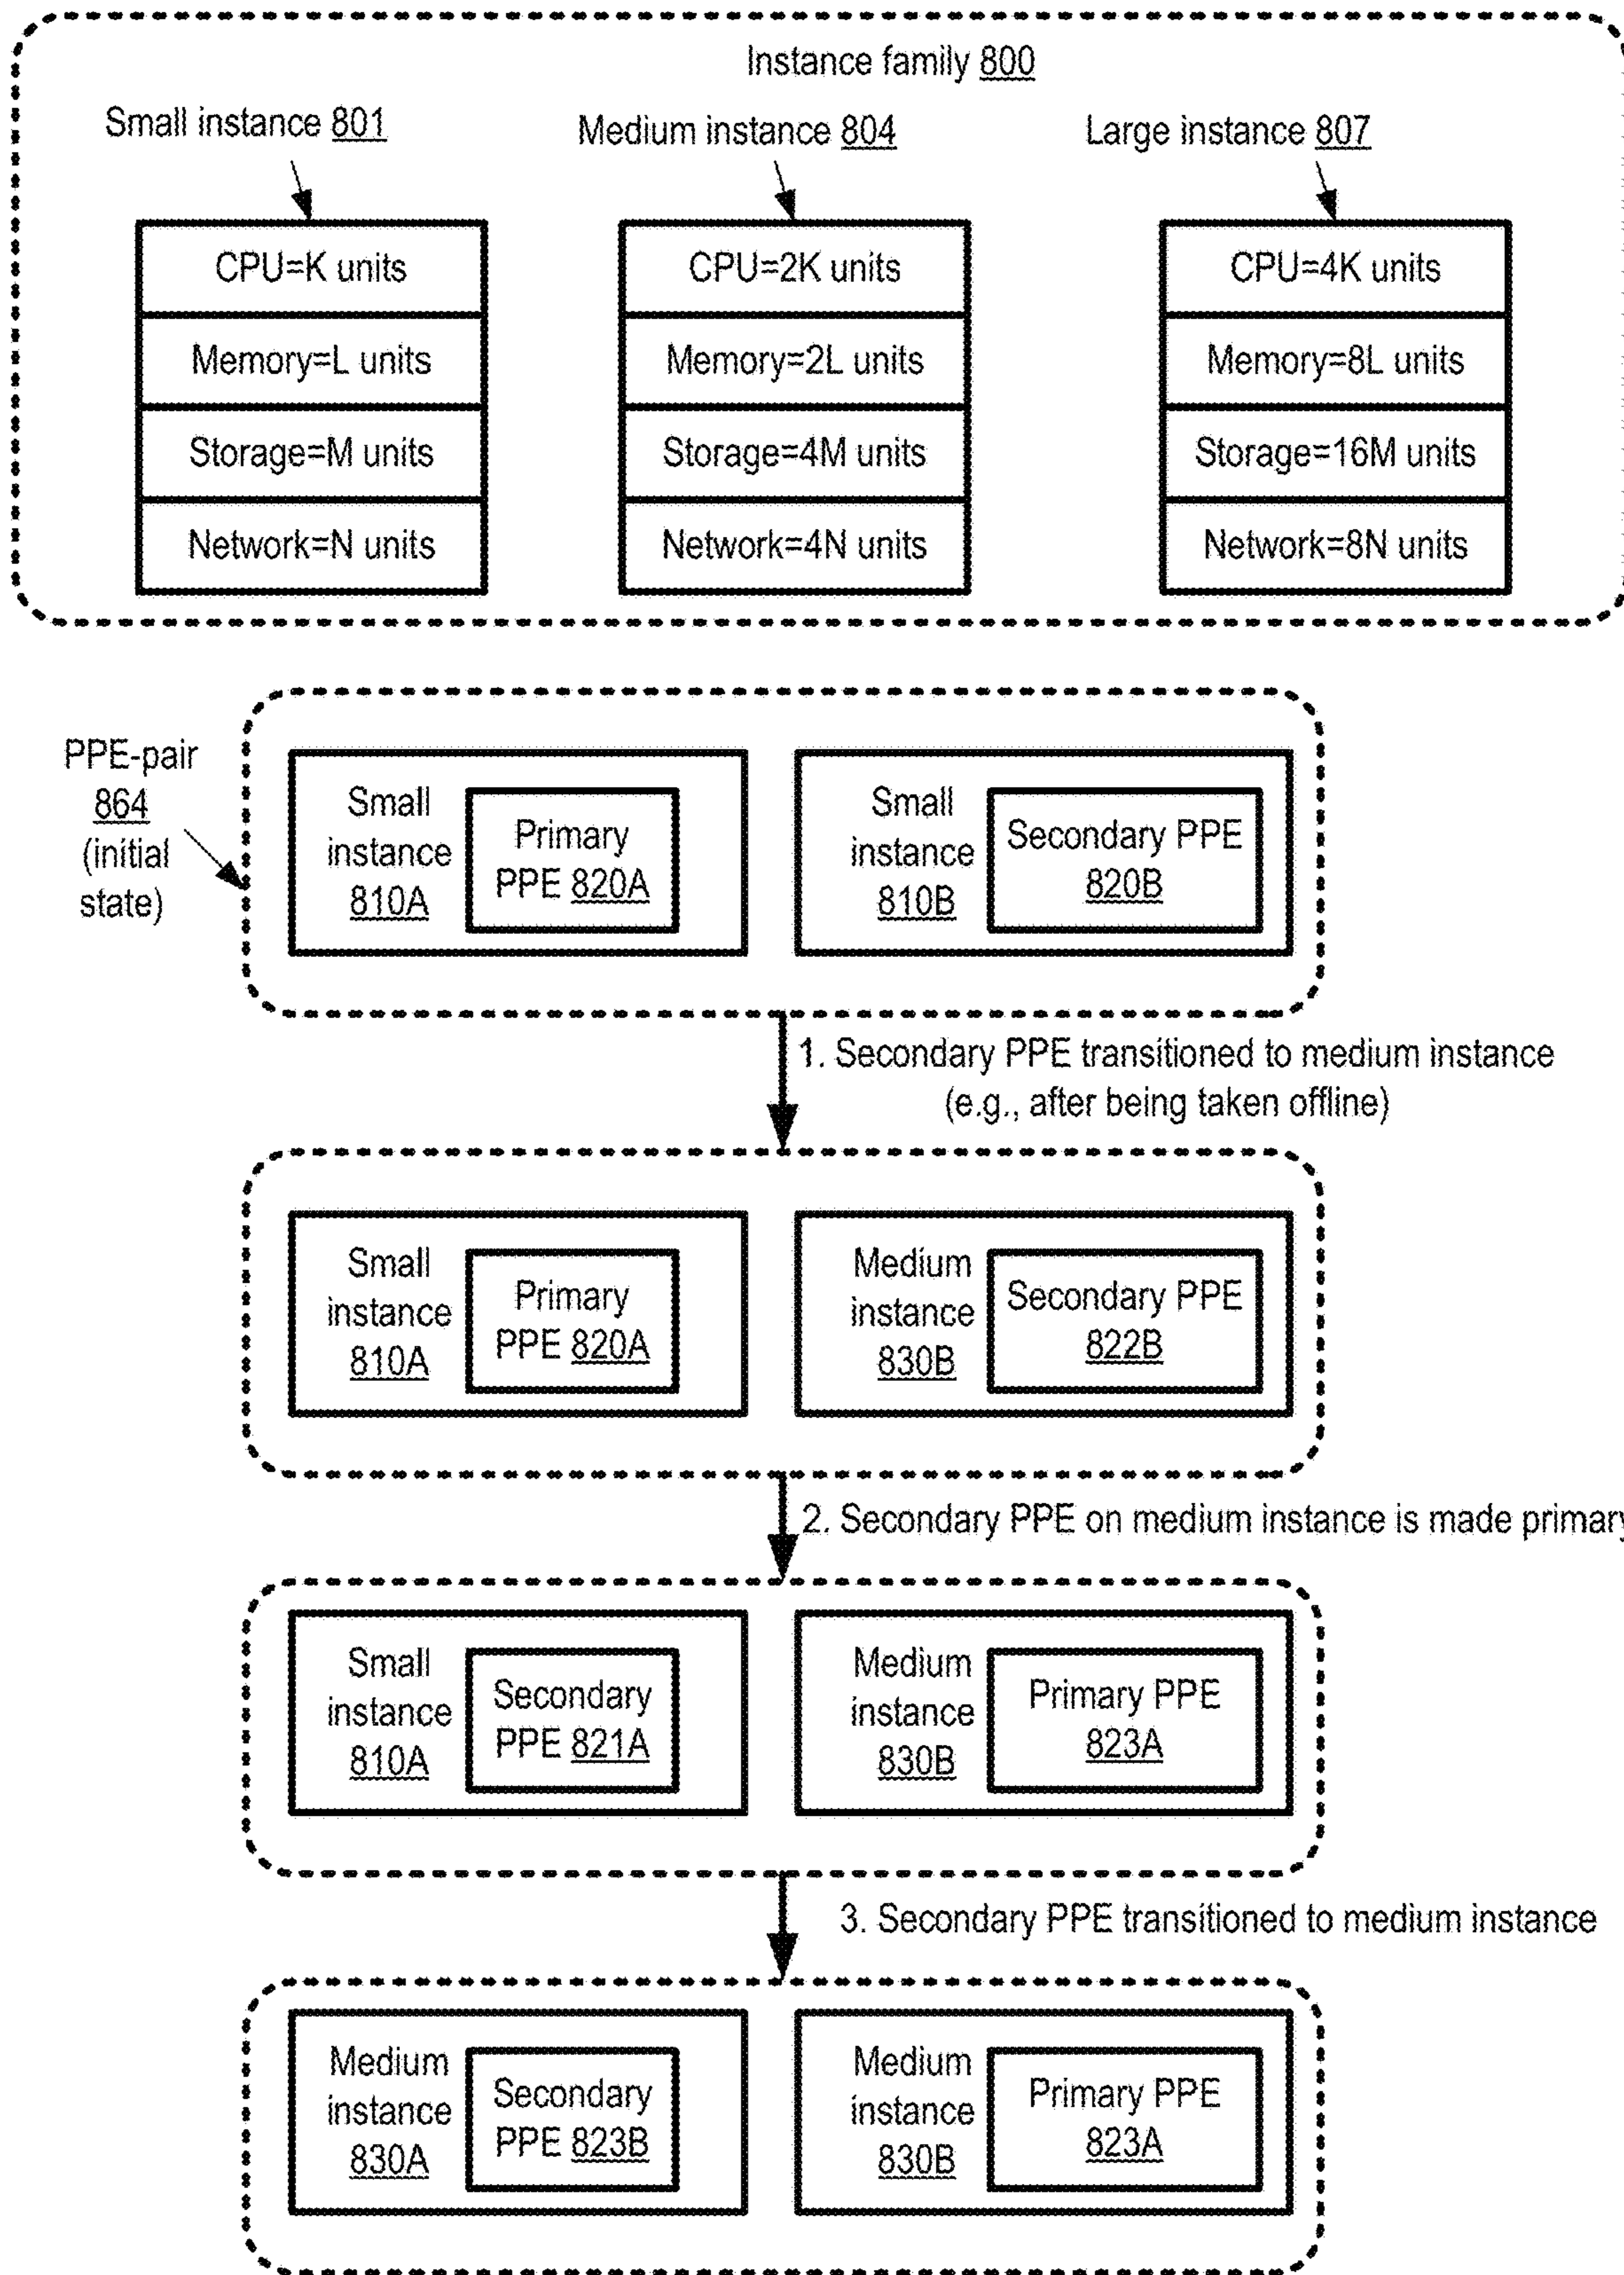 Instance family 800
Small instance 801
Medium instance 804
Large instance 807
CPU=K units
Memory=L units
Storage=M units
Network=N units
CPU=2K units
Memory=2L units
Storage=4M units
Network=4N units
CPU=4K units
Memory=8L units
Storage=16M units
Network=8N units
PPE-pair
864
(initial
state)
Small
instance
810A
Primary
PPE 820A
Small
instance
810B
Secondary PPE
820B
1. Secondary PPE transitioned to medium instance
(e.g., after being taken offline)
Small
instance
810A
Primary
PPE 820A
Medium
instance
830B
Secondary PPE
822B
2. Secondary PPE on medium instance is made primary
Small
instance
810A
Secondary
PPE 821A
Medium
instance
830B
Primary PPE
823A
3. Secondary PPE transitioned to medium instance
Medium
instance
830A
Secondary
PPE 823B
Medium
instance
830B
Primary PPE
823A